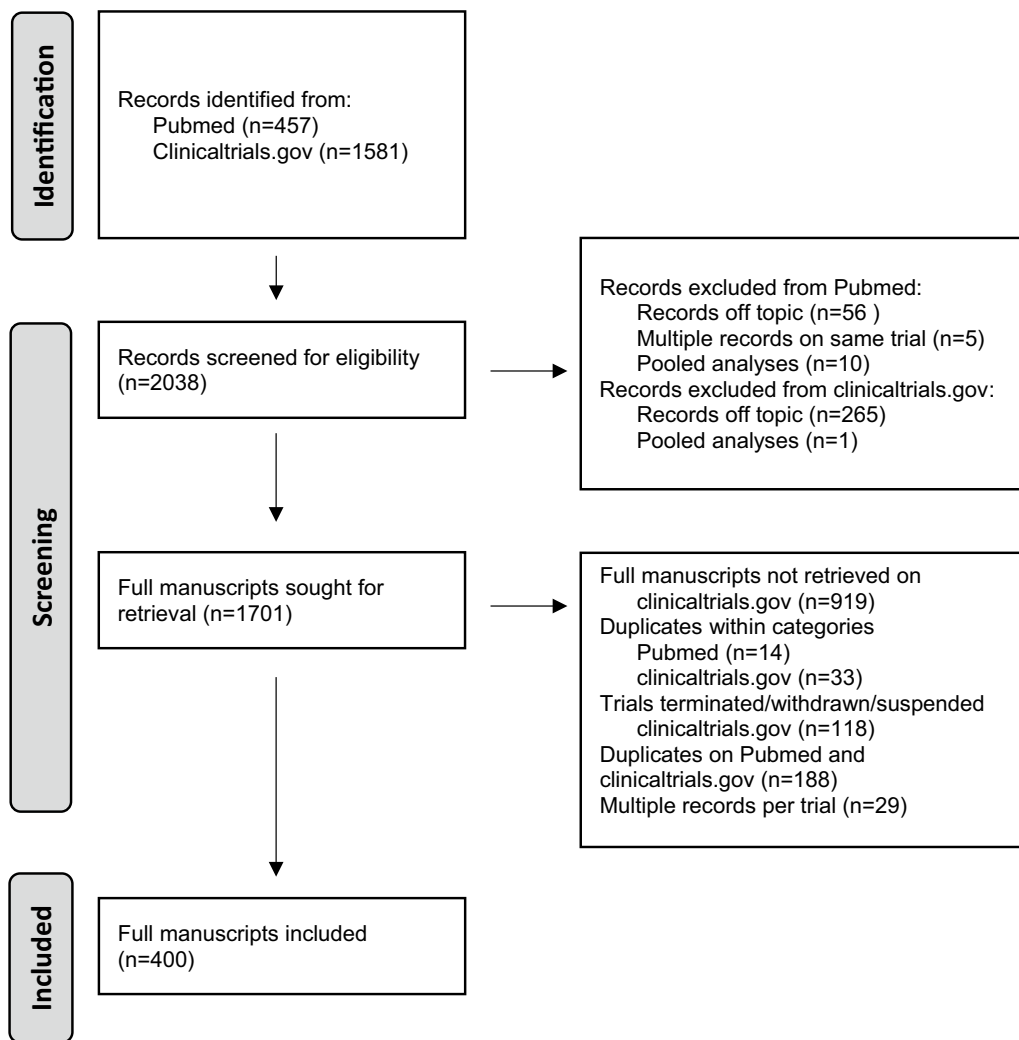 Identification
Records identified from:
Pubmed (n=457)
Clinicaltrials.gov (n=1581)
Screening
Records screened for eligibility
(n=2038)
Records excluded from Pubmed:
Records off topic (n=56 )
Multiple records on same trial (n=5)
Pooled analyses (n=10)
Records excluded from clinicaltrials.gov:
Records off topic (n=265)
Pooled analyses (n=1)
Full manuscripts sought for
retrieval (n=1701)
Full manuscripts not retrieved on
clinicaltrials.gov (n=919)
Duplicates within categories
Pubmed (n=14)
clinicaltrials.gov (n=33)
Trials terminated/withdrawn/suspended
clinicaltrials.gov (n=118)
Duplicates on Pubmed and
clinicaltrials.gov (n=188)
Multiple records per trial (n=29)
Included
Full manuscripts included
(n=400)